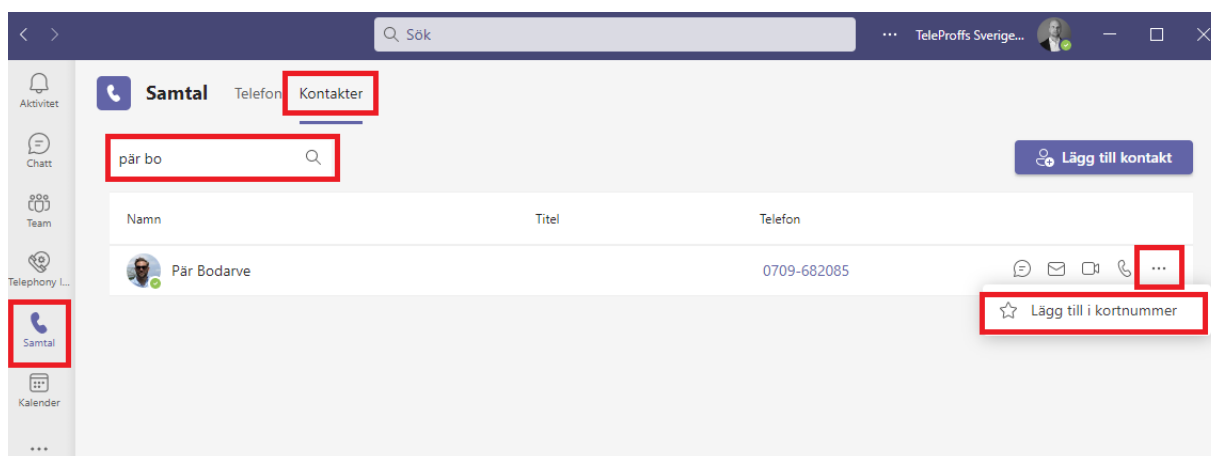 Sök
TeleProffs Sverige...
Aktivitet
Samtal Telefon Kontakter
Chatt
pär bo
Lägg till kontakt
Team
Namn Titel Telefon
Telephony I...
Pär Bodarve 0709-682085
Lägg till i kortnummer
Samtal
Kalender